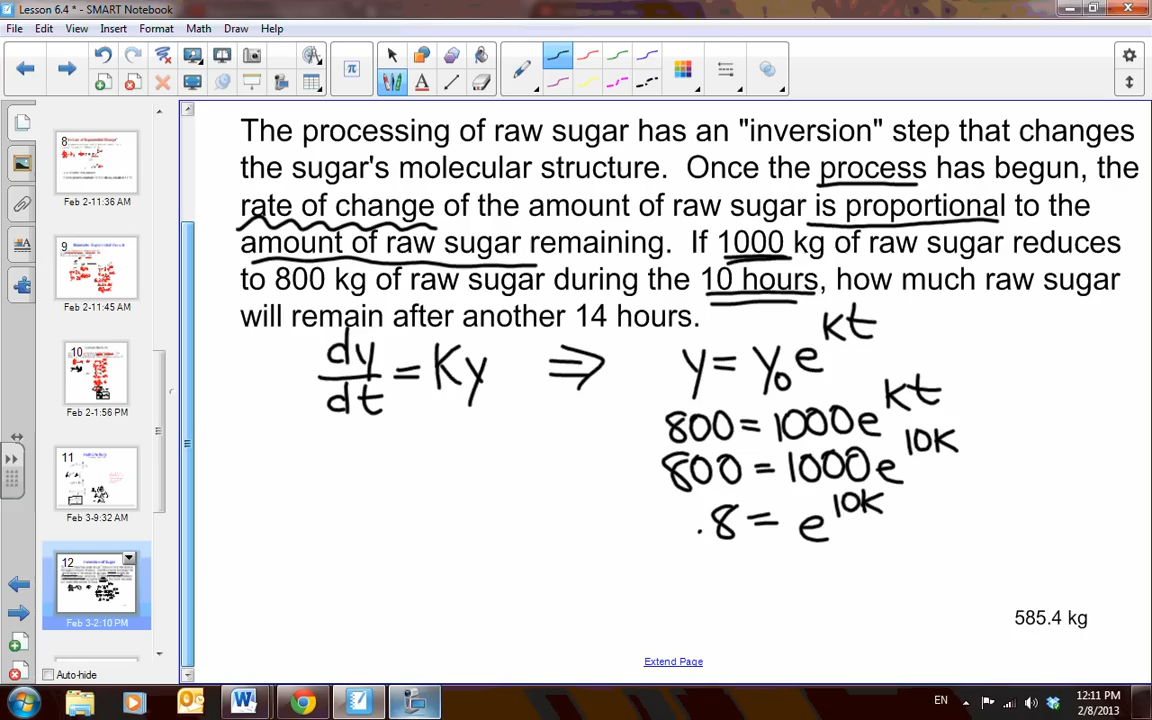 Lesson 6.4 * - SMART Notebook
File Edit View Insert Format Math Draw Help
8
Feb 2-11:36 AM
9
Feb 2-11:45 AM
10
Feb 2-1:56 PM
11
Feb 3-9:32 AM
12
Feb 3-2:10 PM
Auto-hide
The processing of raw sugar has an "inversion" step that changes
the sugar's molecular structure. Once the process has begun, the
rate of change of the amount of raw sugar is proportional to the
amount of raw sugar remaining. If 1000 kg of raw sugar reduces
to 800 kg of raw sugar during the 10 hours, how much raw sugar
will remain after another 14 hours.
dy/dt = Ky ⇒ y = y₀e^kt
800 = 1000e^kt
800 = 1000e^10K
.8 = e^10K
585.4 kg
Extend Page
EN
12:11 PM
2/8/2013